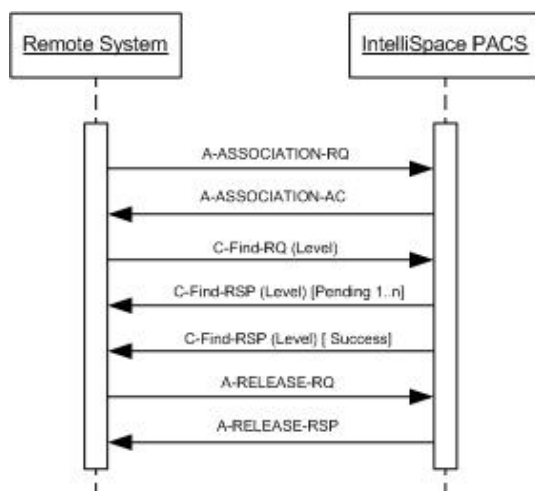 Remote System
IntelliSpace PACS
A-ASSOCIATION-RQ
A-ASSOCIATION-AC
C-Find-RQ (Level)
C-Find-RSP (Level) [Pending 1..n]
C-Find-RSP (Level) [ Success]
A-RELEASE-RQ
A-RELEASE-RSP